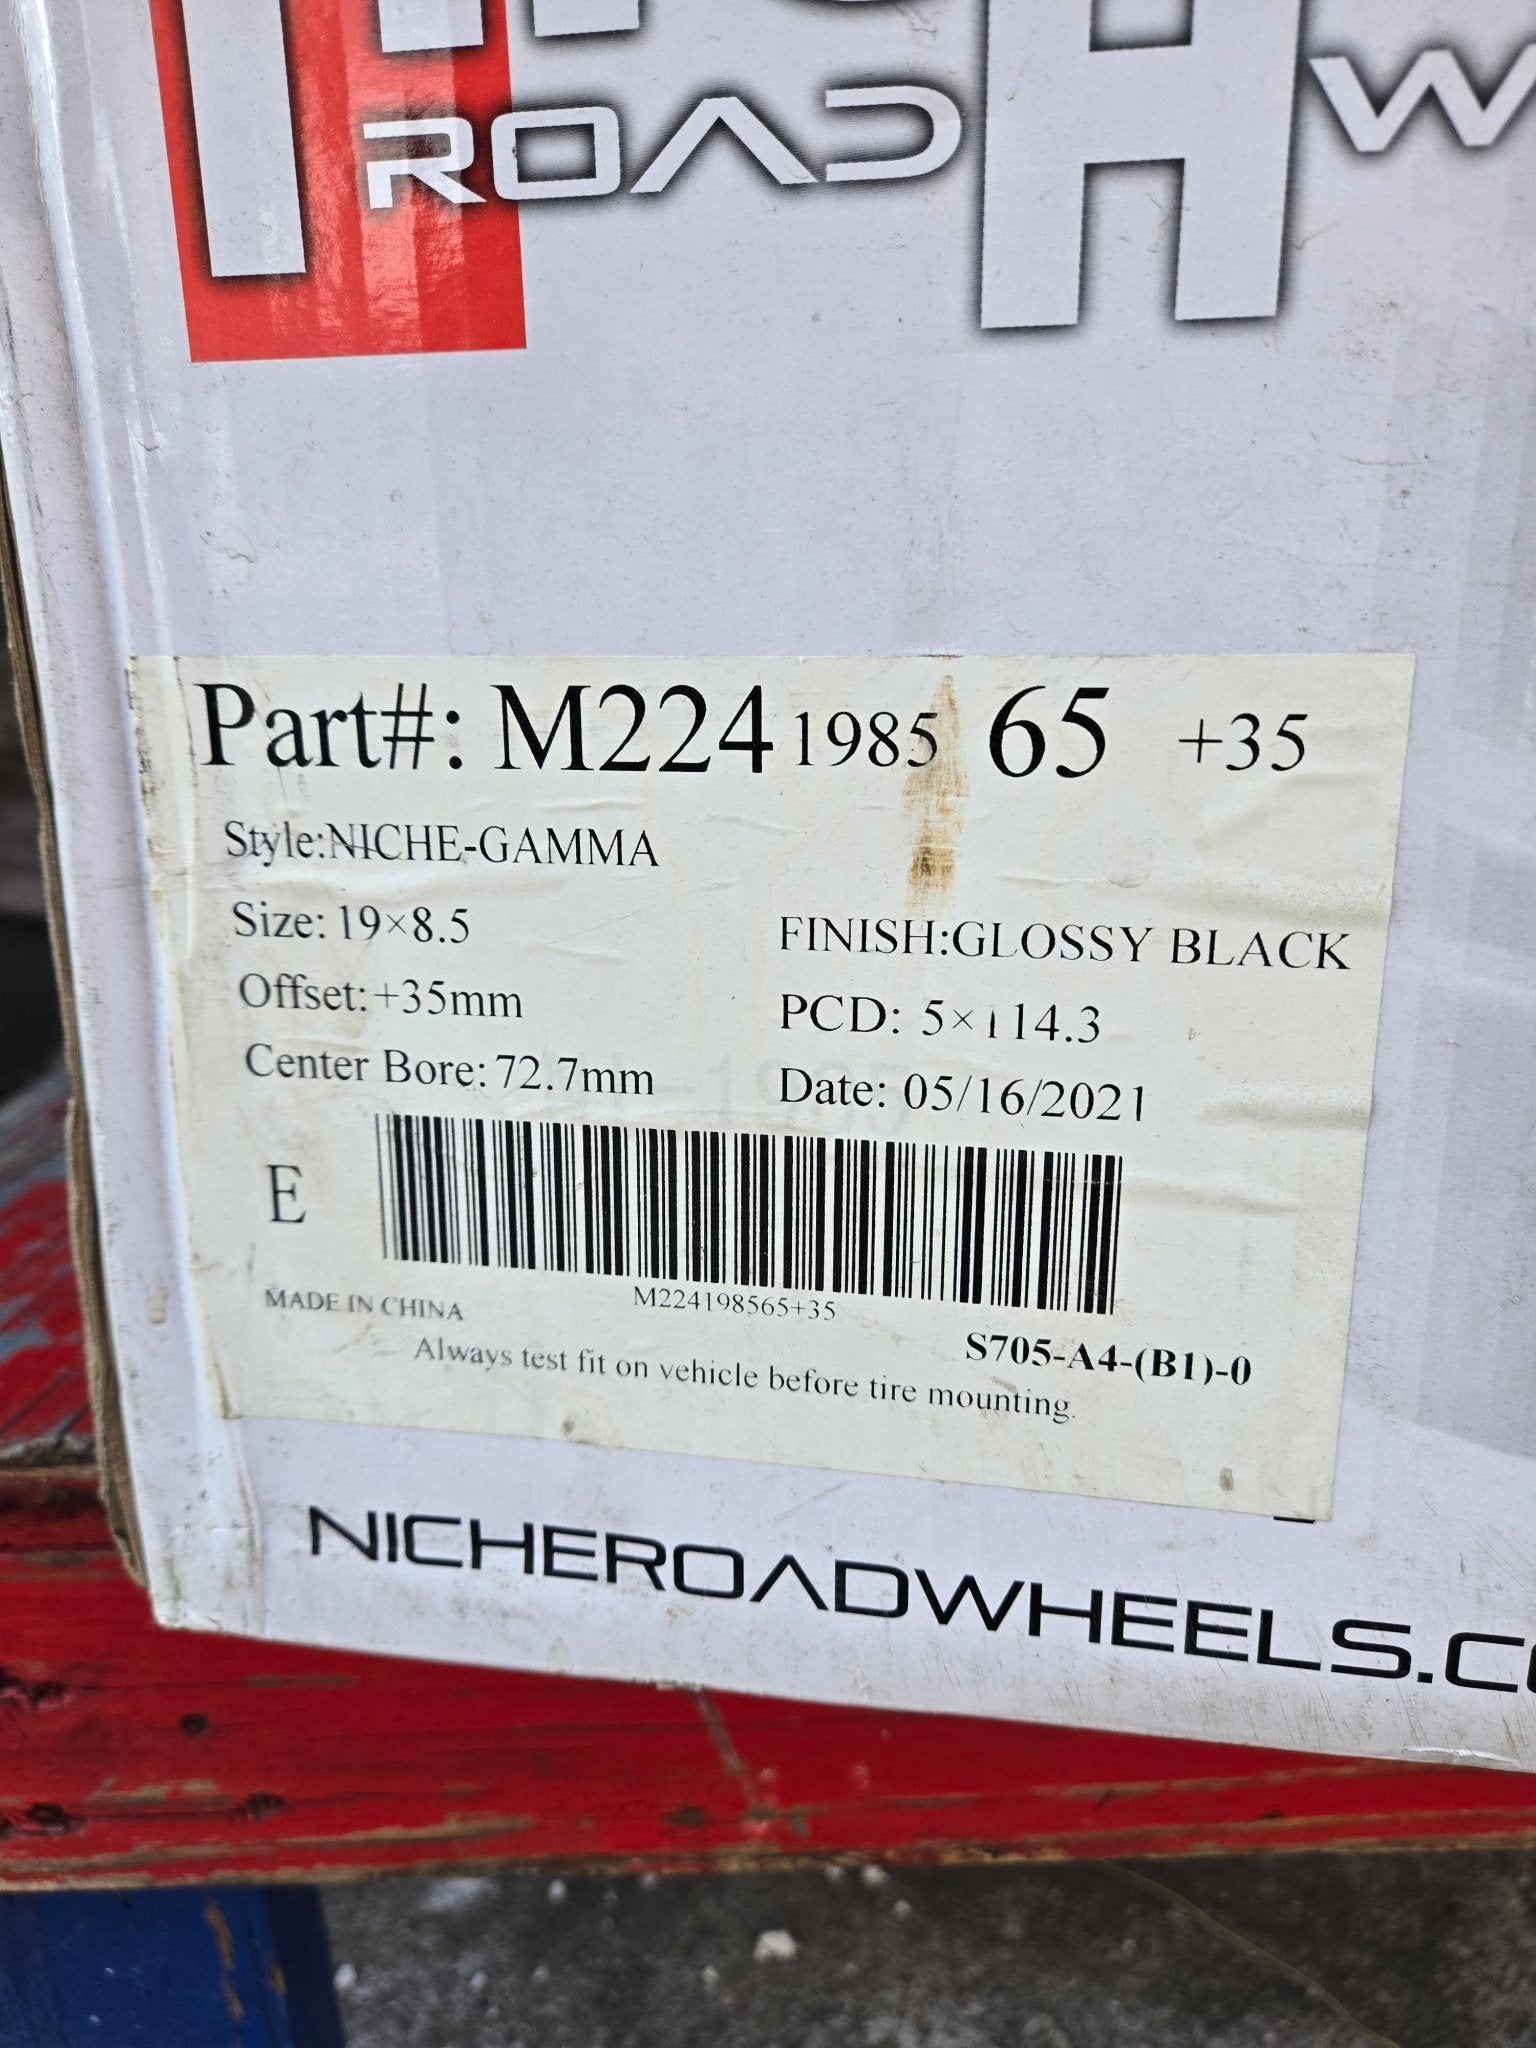 ROAD W
Part#: M224 1985 65 +35
Style:NICHE-GAMMA
Size: 19×8.5
FINISH:GLOSSY BLACK
Offset:+35mm
PCD: 5×114.3
Center Bore:72.7mm
Date: 05/16/2021
E
MADE IN CHINA
M224198565+35
S705-A4-(B1)-0
Always test fit on vehicle before tire mounting.
NICHEROADWHEELS.CO